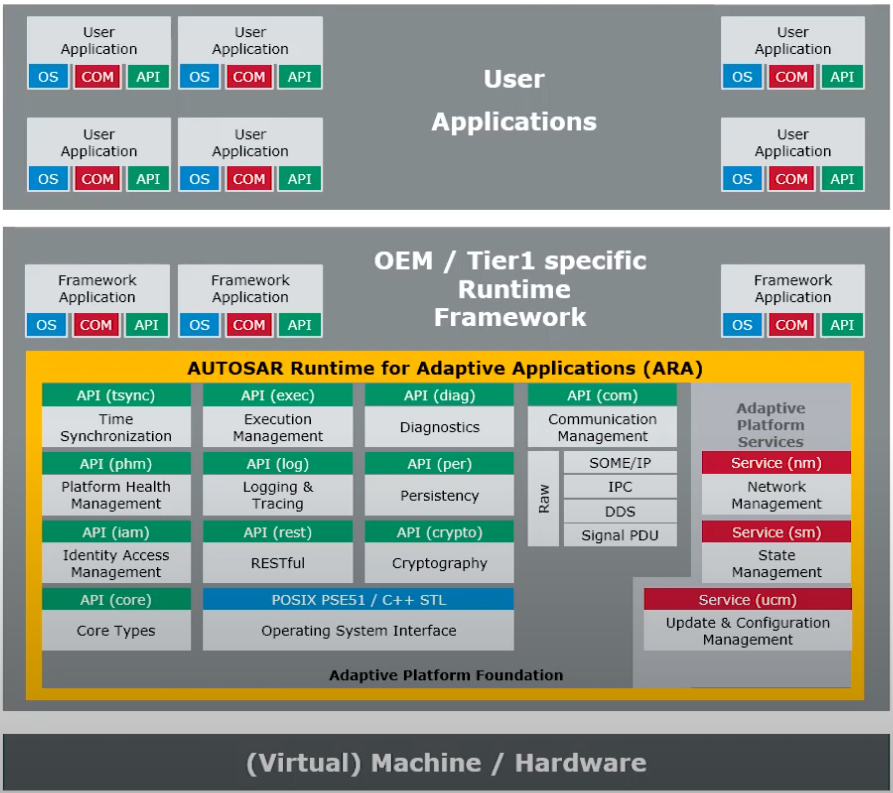 User
Application
OS COM API
User
Application
OS COM API
User
Applications
User
Application
OS COM API
User
Application
OS COM API
User
Application
OS COM API
User
Application
OS COM API
OEM / Tier1 specific
Runtime
Framework
Framework
Application
OS COM API
Framework
Application
OS COM API
Framework
Application
OS COM API
AUTOSAR Runtime for Adaptive Applications (ARA)
API (tsync)
Time
Synchronization
API (exec)
Execution
Management
API (diag)
Diagnostics
API (com)
Communication
Management
Adaptive
Platform
Services
API (phm)
Platform Health
Management
API (log)
Logging &
Tracing
API (per)
Persistency
Raw
SOME/IP
IPC
DDS
Signal PDU
Service (nm)
Network
Management
API (iam)
Identity Access
Management
API (rest)
RESTful
API (crypto)
Cryptography
Service (sm)
State
Management
API (core)
Core Types
POSIX PSE51 / C++ STL
Operating System Interface
Service (ucm)
Update & Configuration
Management
Adaptive Platform Foundation
(Virtual) Machine / Hardware